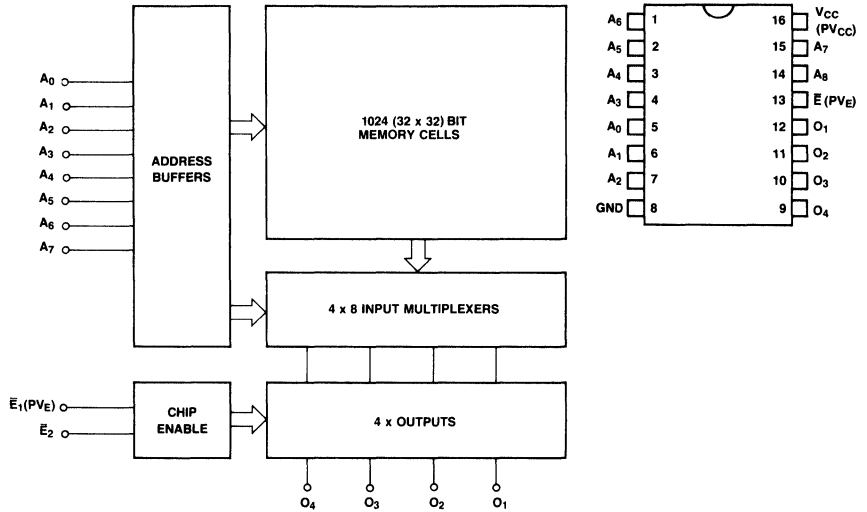 A0
A1
A2
A3
A4
A5
A6
A7
ADDRESS
BUFFERS
1024 (32 x 32) BIT
MEMORY CELLS
4 x 8 INPUT MULTIPLEXERS
Ē1(PVE)
Ē2
CHIP
ENABLE
4 x OUTPUTS
O4 O3 O2 O1
A6 1 16 VCC
(PVCC)
A5 2 15 A7
A4 3 14 A8
A3 4 13 Ē (PVE)
A0 5 12 O1
A1 6 11 O2
A2 7 10 O3
GND 8 9 O4